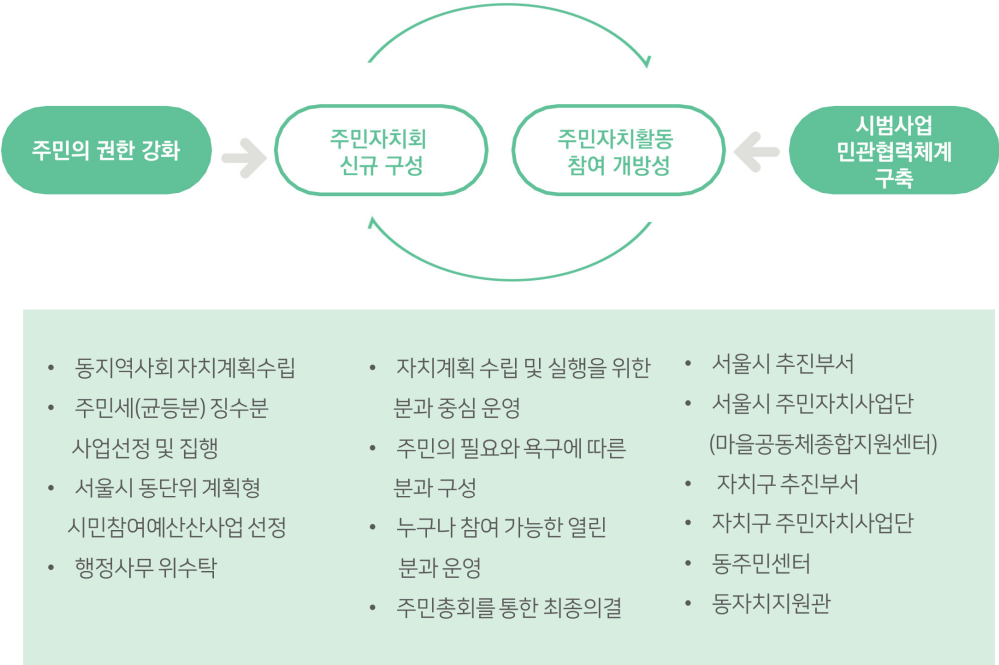 주민의 권한 강화
주민자치회
신규 구성
주민자치활동
참여 개방성
시범사업
민관협력체계
구축
• 동지역사회 자치계획수립
• 주민세(균등분) 징수분
사업선정 및 집행
• 서울시 동단위 계획형
시민참여예산산사업 선정
• 행정사무 위수탁
• 자치계획 수립 및 실행을 위한
분과 중심 운영
• 주민의 필요와 욕구에 따른
분과 구성
• 누구나 참여 가능한 열린
분과 운영
• 주민총회를 통한 최종의결
• 서울시 추진부서
• 서울시 주민자치사업단
(마을공동체종합지원센터)
• 자치구 추진부서
• 자치구 주민자치사업단
• 동주민센터
• 동자치지원관